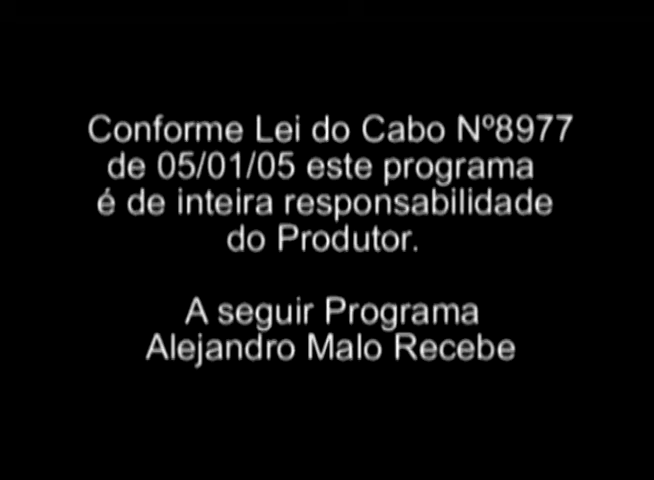 Conforme Lei do Cabo Nº8977
de 05/01/05 este programa
é de inteira responsabilidade
do Produtor.
A seguir Programa
Alejandro Malo Recebe